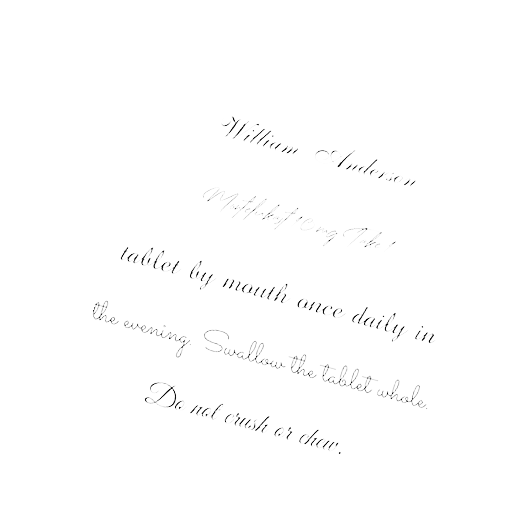 William Anderson
tablet by mouth once daily in
the evening. Swallow the tablet whole.
Do not crush or chew.